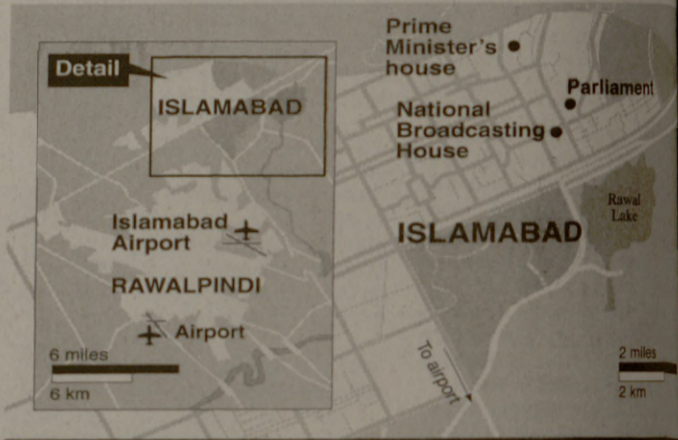 Detail
ISLAMABAD
Islamabad
Airport
RAWALPINDI
Airport
6 miles
6 km
Prime
Minister's
house
Parliament
National
Broadcasting
House
Rawal
Lake
ISLAMABAD
To airport
2 miles
2 km